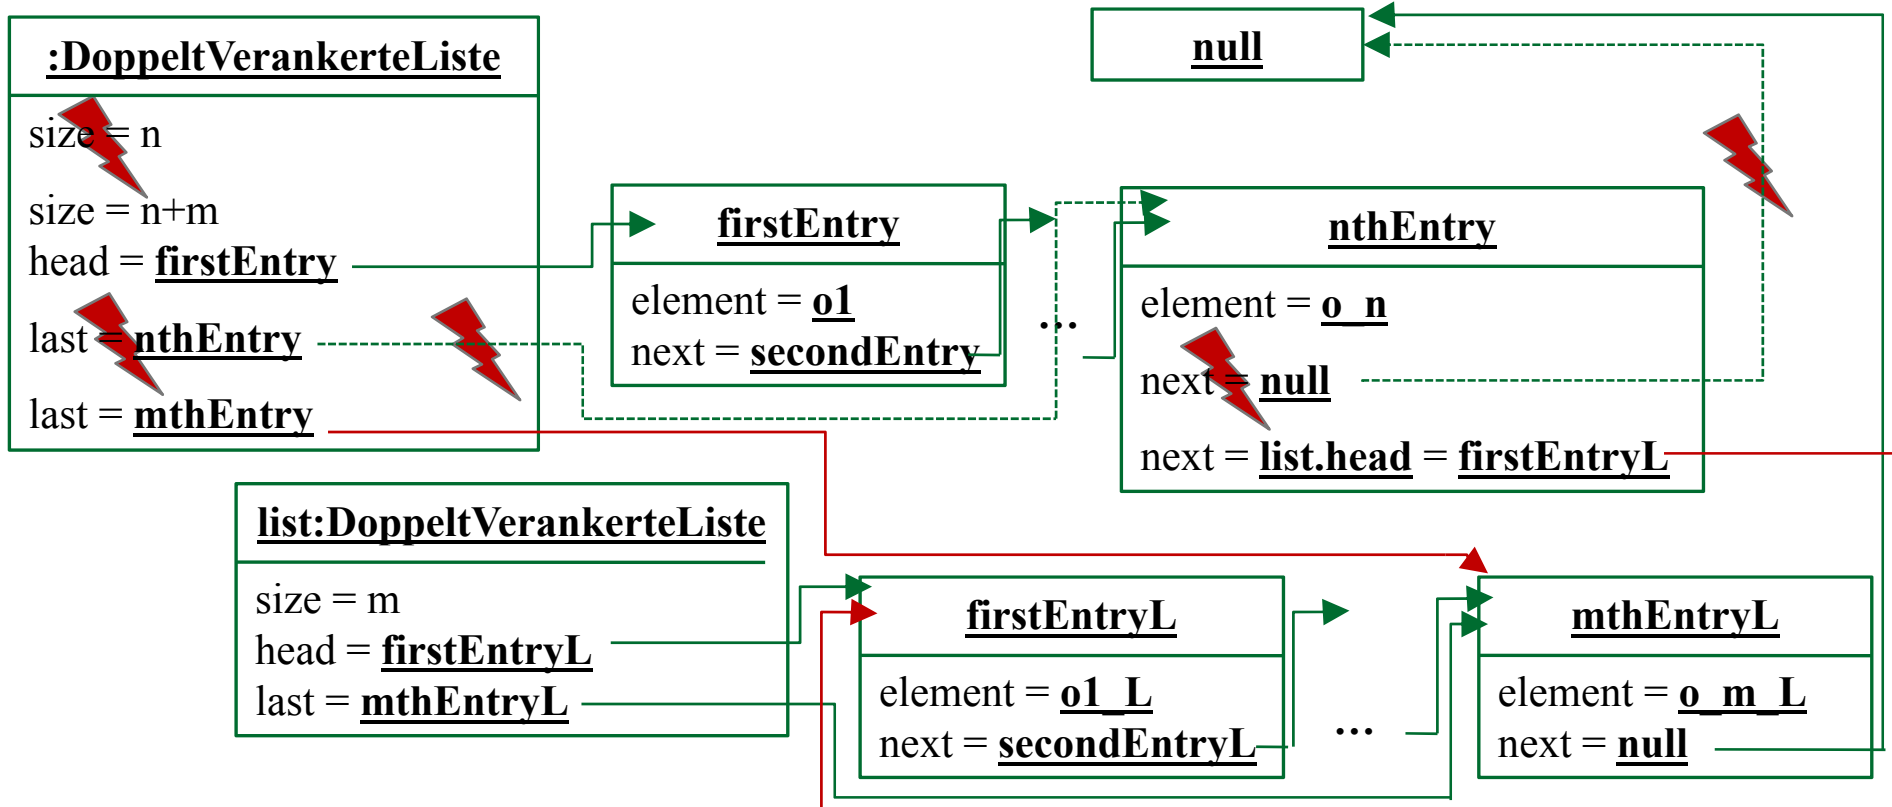 :DoppeltVerankerteListe
size = n
size = n+m
head = firstEntry
last = nthEntry
last = mthEntry
null
firstEntry
element = o1
next = secondEntry
...
nthEntry
element = o_n
next = null
next = list.head = firstEntryL
list:DoppeltVerankerteListe
size = m
head = firstEntryL
last = mthEntryL
firstEntryL
element = o1_L
next = secondEntryL
...
mthEntryL
element = o_m_L
next = null